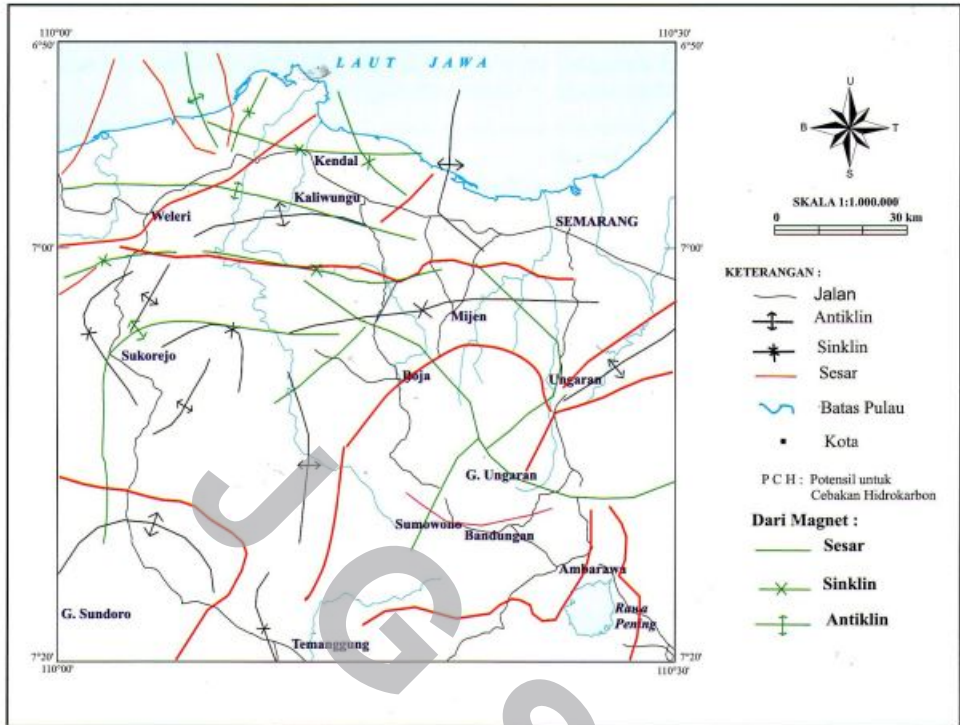 110°00'
110°30'
6°50'
6°50'
LAUT JAWA
U
B
T
S
Kendal
Kaliwungu
Weleri
SEMARANG
SKALA 1:1.000.000
0
30 km
7°00'
7°00'
KETERANGAN :
Jalan
Antiklin
Sinklin
Sesar
Batas Pulau
Kota
P C H : Potensil untuk
Cebakan Hidrokarbon
Dari Magnet :
Sesar
Sinklin
Antiklin
Mijen
Sukorejo
Boja
Ungaran
G. Ungaran
Sumowono
Bandungan
Ambarawa
G. Sundoro
Rawa
Pening
Temanggung
7°20'
7°20'
110°00'
110°30'
J
G